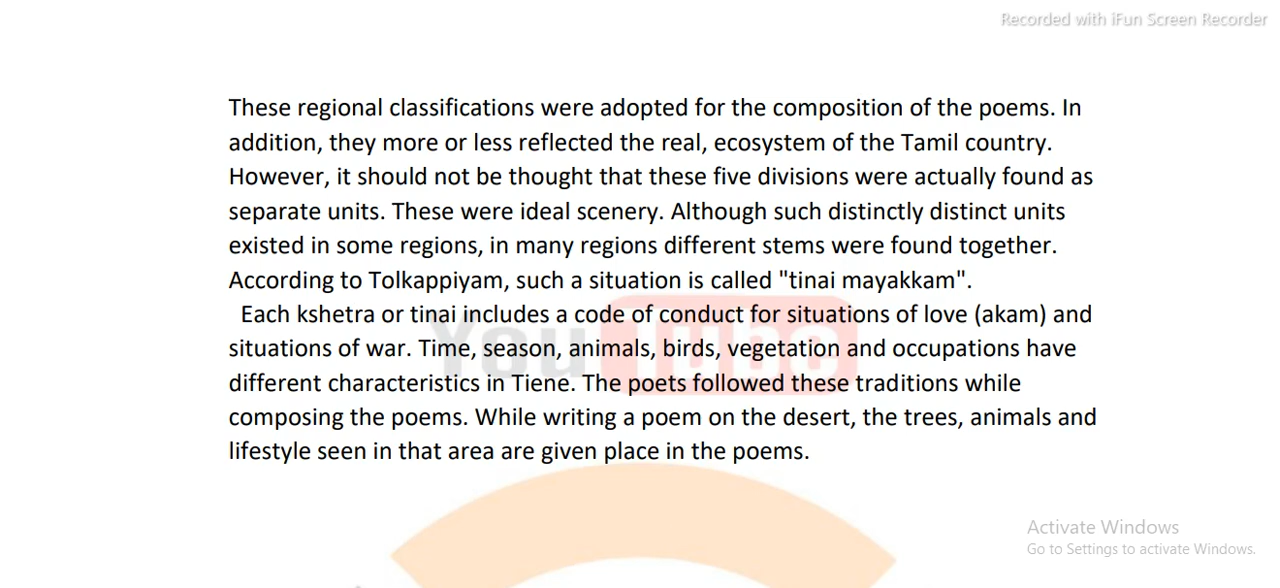 Recorded with iFun Screen Recorder
These regional classifications were adopted for the composition of the poems. In
addition, they more or less reflected the real, ecosystem of the Tamil country.
However, it should not be thought that these five divisions were actually found as
separate units. These were ideal scenery. Although such distinctly distinct units
existed in some regions, in many regions different stems were found together.
According to Tolkappiyam, such a situation is called "tinai mayakkam".
Each kshetra or tinai includes a code of conduct for situations of love (akam) and
situations of war. Time, season, animals, birds, vegetation and occupations have
different characteristics in Tiene. The poets followed these traditions while
composing the poems. While writing a poem on the desert, the trees, animals and
lifestyle seen in that area are given place in the poems.
YouTube
Activate Windows
Go to Settings to activate Windows.